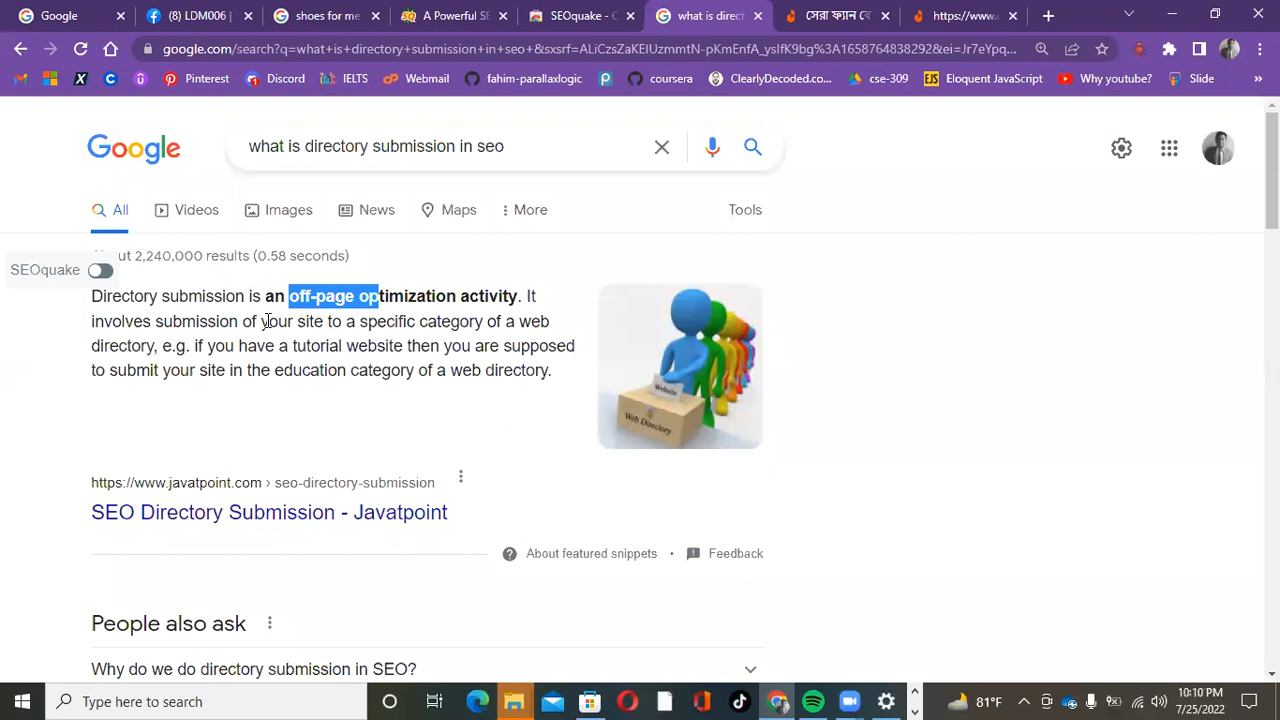 Google
(8) LDM006
shoes for me
A Powerful SE
SEOquake - C
what is direct
সেরা ফ্যান বে
https://www.
google.com/search?q=what+is+directory+submission+in+seo+&sxsrf=ALiCzsZaKEIUzmmtN-pKmEnfA_yslfK9bg%3A1658764838292&ei=Jr7eYpq...
Pinterest
Discord
IELTS
Webmail
fahim-parallaxlogic
coursera
ClearlyDecoded.co...
cse-309
EJS Eloquent JavaScript
Why youtube?
Slide
»
Google
what is directory submission in seo
All
Videos
Images
News
Maps
More
Tools
About 2,240,000 results (0.58 seconds)
SEOquake
Directory submission is an off-page optimization activity. It
involves submission of your site to a specific category of a web
directory, e.g. if you have a tutorial website then you are supposed
to submit your site in the education category of a web directory.
Website
Web Directory
https://www.javatpoint.com › seo-directory-submission
SEO Directory Submission - Javatpoint
About featured snippets • Feedback
People also ask
Why do we do directory submission in SEO?
Type here to search
81°F
10:10 PM
7/25/2022